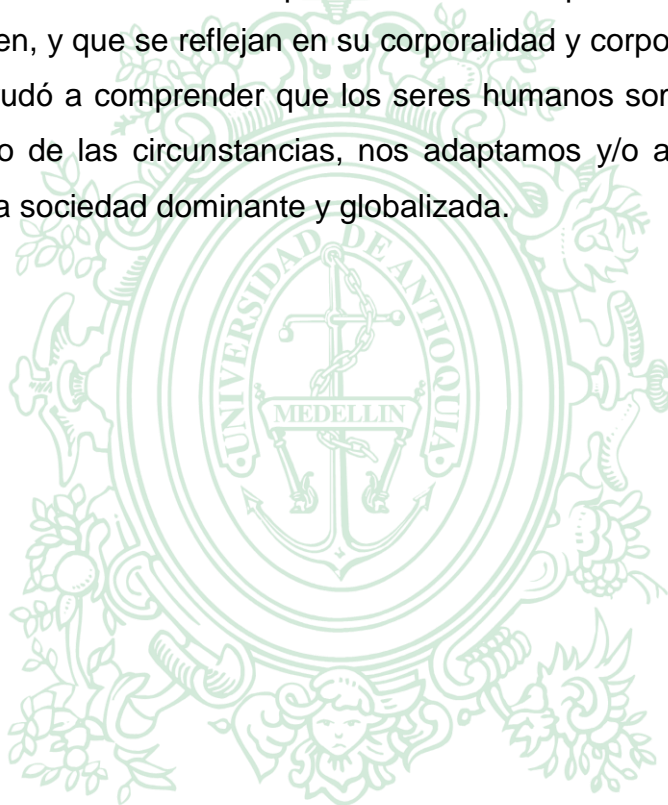 en, y que se reflejan en su corporalidad y corpo
udó a comprender que los seres humanos son
o de las circunstancias, nos adaptamos y/o a
a sociedad dominante y globalizada.
UNIVERSIDAD DE ANTIOQUIA
MEDELLIN